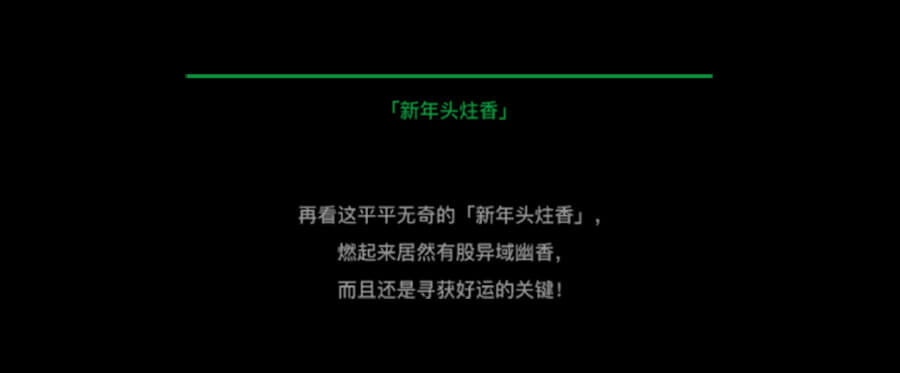 「新年头炷香」
再看这平平无奇的「新年头炷香」，
燃起来居然有股异域幽香，
而且还是寻获好运的关键！